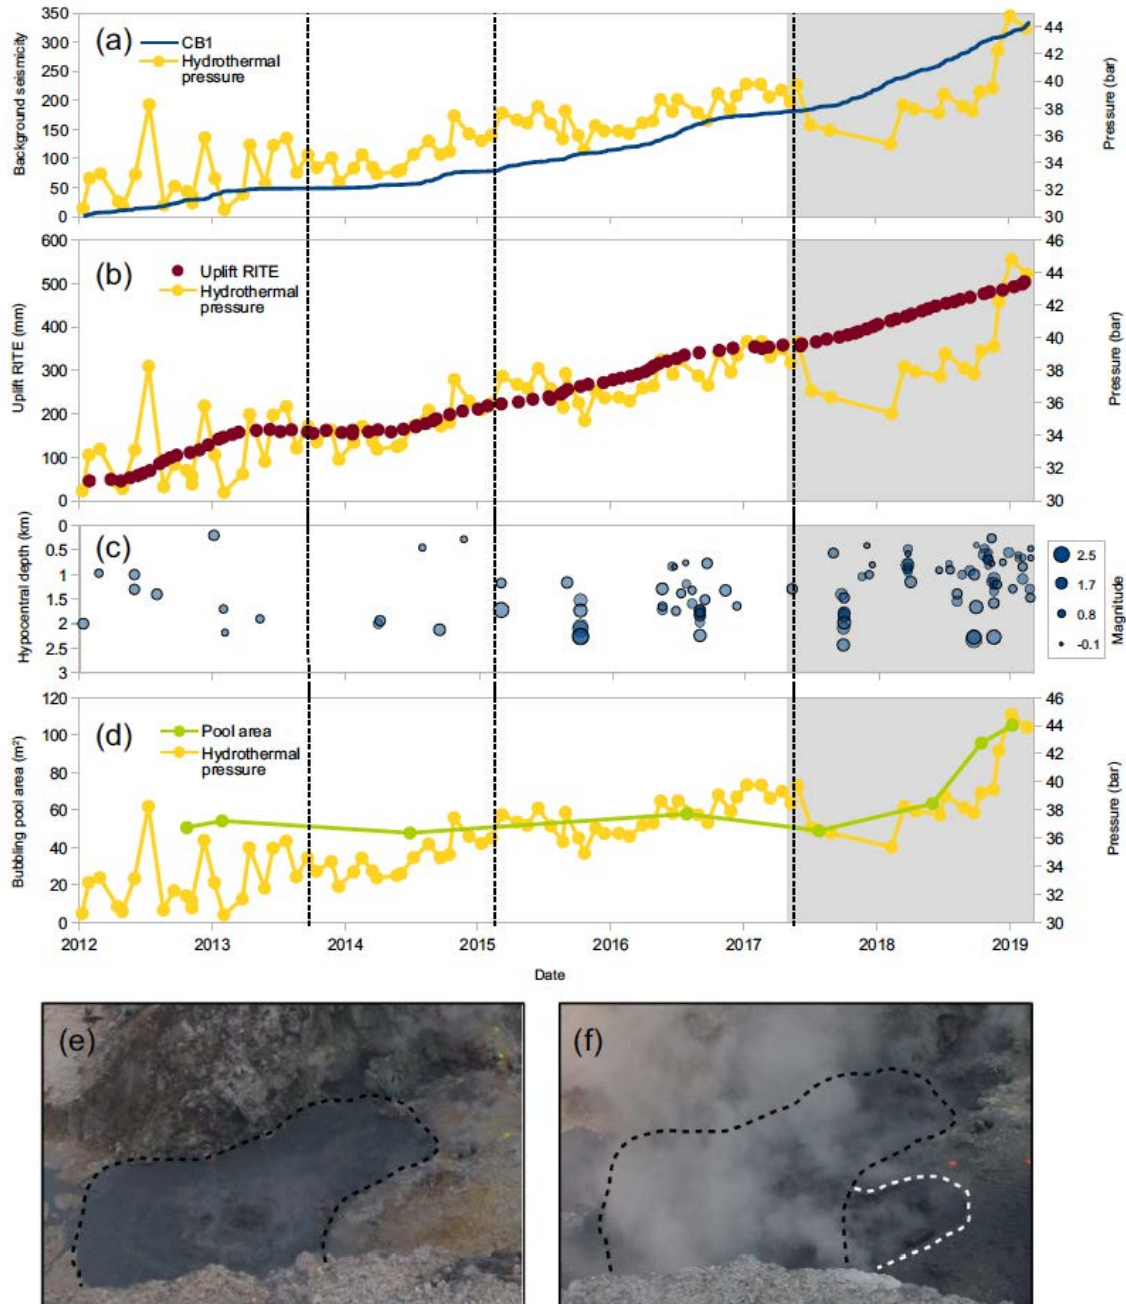 (a)
CB1
Hydrothermal
pressure
Background seismicity
350
300
250
200
150
100
50
0
Pressure (bar)
44
42
40
38
36
34
32
30
(b)
Uplift RITE
Hydrothermal
pressure
Uplift RITE (mm)
600
500
400
300
200
100
0
Pressure (bar)
46
44
42
40
38
36
34
32
30
(c)
Hypocentral depth (km)
0
0.5
1
1.5
2
2.5
3
2.5
1.7
0.8
-0.1
Magnitude
(d)
Pool area
Hydrothermal
pressure
Bubbling pool area (m²)
120
100
80
60
40
20
0
Pressure (bar)
46
44
42
40
38
36
34
32
30
2012 2013 2014 2015 2016 2017 2018 2019
Date
(e)
(f)